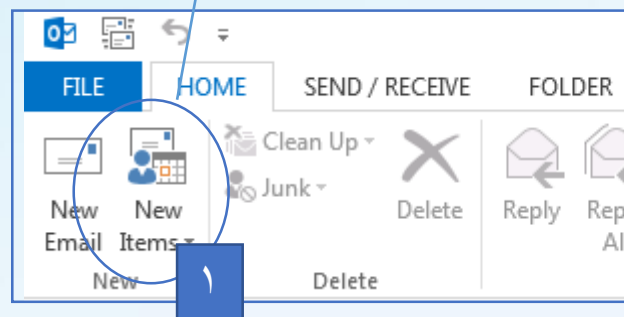 FILE HOME SEND / RECEIVE FOLDER
Clean Up
Junk
New Email
New Items
Delete
Reply
New
Delete
١